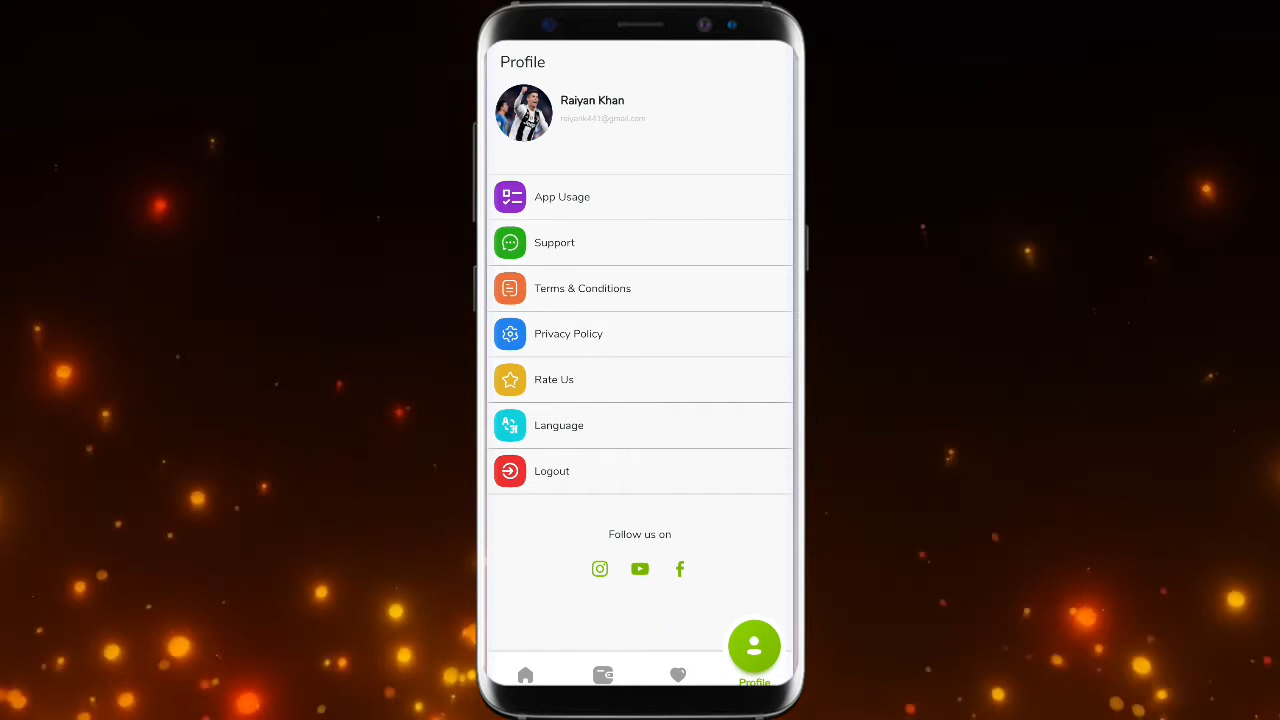 Profile
Raiyan Khan
raiyank441@gmail.com
App Usage
Support
Terms & Conditions
Privacy Policy
Rate Us
Language
Logout
Follow us on
Profile